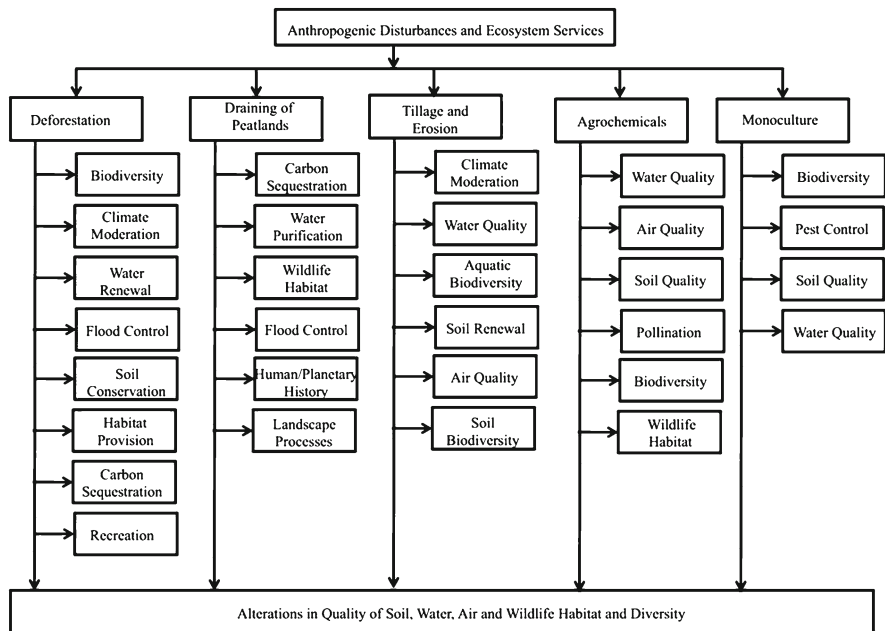 Anthropogenic Disturbances and Ecosystem Services
Deforestation
Biodiversity
Climate
Moderation
Water
Renewal
Flood Control
Soil
Conservation
Habitat
Provision
Carbon
Sequestration
Recreation
Draining of
Peatlands
Carbon
Sequestration
Water
Purification
Wildlife
Habitat
Flood Control
Human/Planetary
History
Landscape
Processes
Tillage and
Erosion
Climate
Moderation
Water Quality
Aquatic
Biodiversity
Soil Renewal
Air Quality
Soil
Biodiversity
Agrochemicals
Water Quality
Air Quality
Soil Quality
Pollination
Biodiversity
Wildlife
Habitat
Monoculture
Biodiversity
Pest Control
Soil Quality
Water Quality
Alterations in Quality of Soil, Water, Air and Wildlife Habitat and Diversity